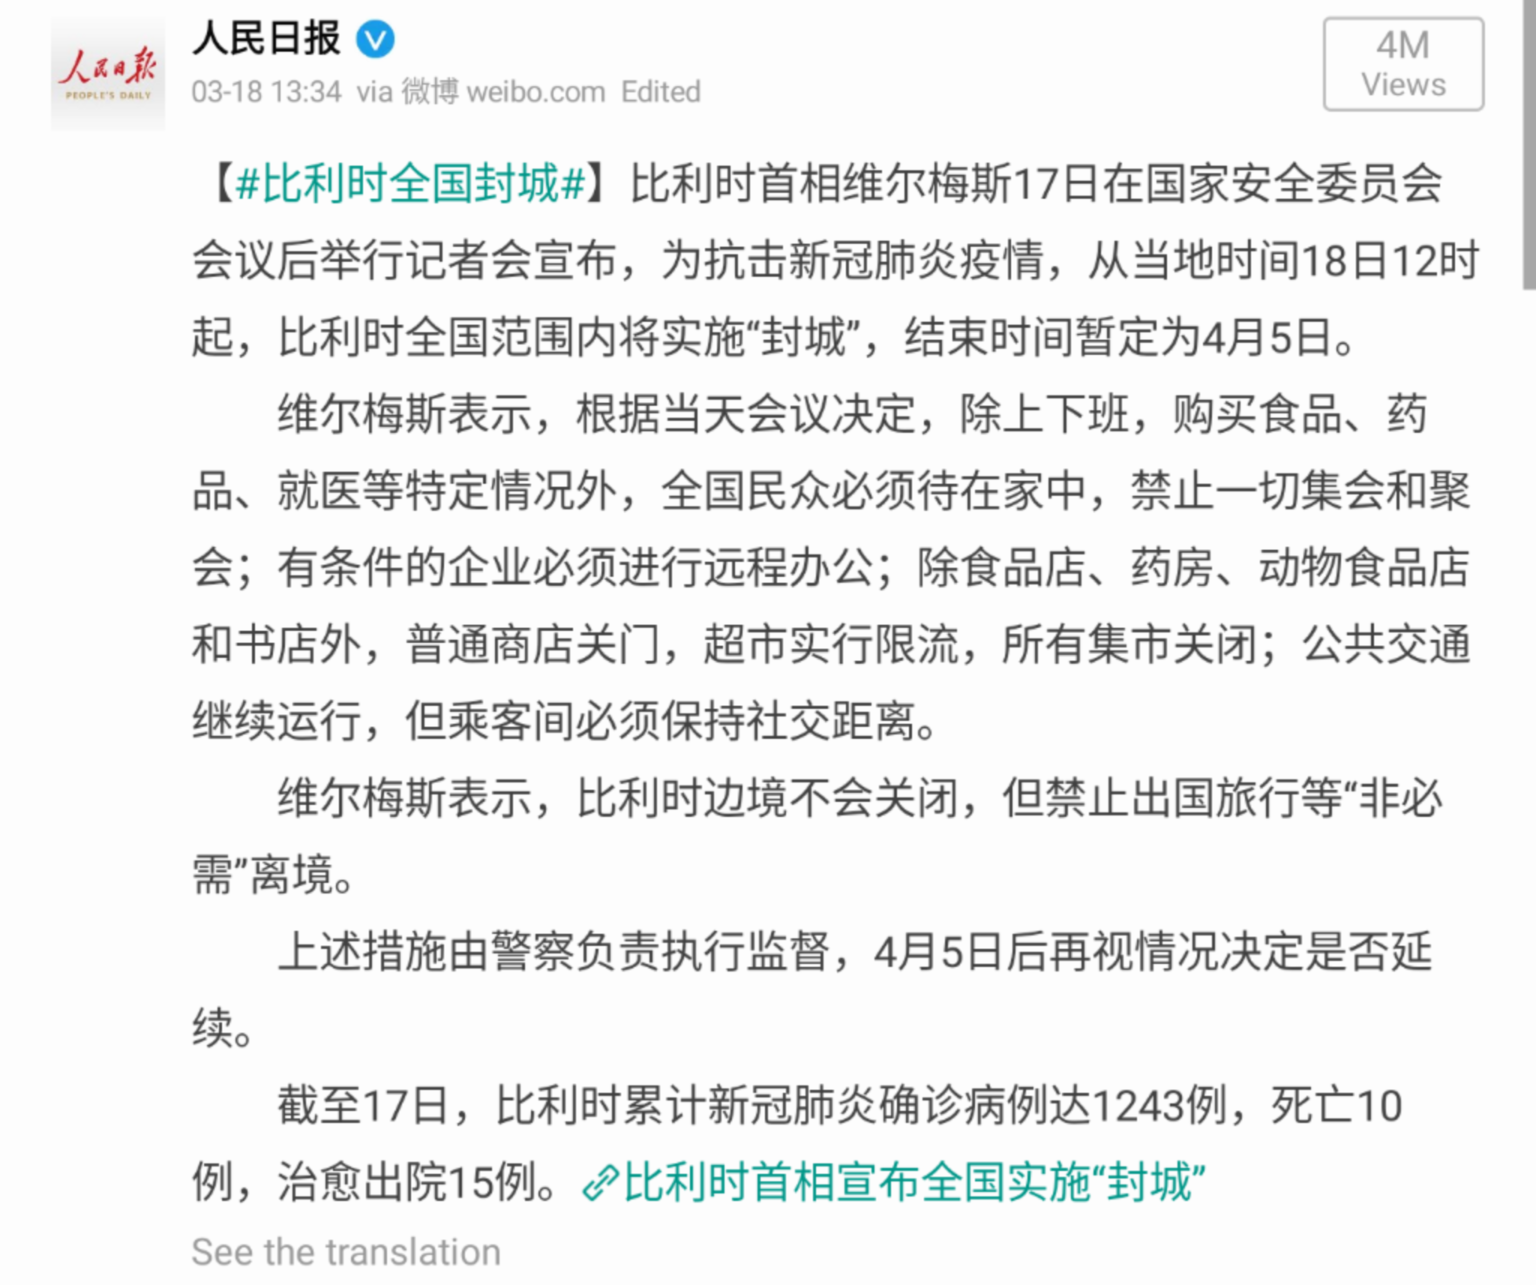 人民日报
人民日报
PEOPLE'S DAILY
03-18 13:34 via 微博 weibo.com Edited
4M
Views
【#比利时全国封城#】比利时首相维尔梅斯17日在国家安全委员会
会议后举行记者会宣布，为抗击新冠肺炎疫情，从当地时间18日12时
起，比利时全国范围内将实施“封城”，结束时间暂定为4月5日。
维尔梅斯表示，根据当天会议决定，除上下班，购买食品、药
品、就医等特定情况外，全国民众必须待在家中，禁止一切集会和聚
会；有条件的企业必须进行远程办公；除食品店、药房、动物食品店
和书店外，普通商店关门，超市实行限流，所有集市关闭；公共交通
继续运行，但乘客间必须保持社交距离。
维尔梅斯表示，比利时边境不会关闭，但禁止出国旅行等“非必
需”离境。
上述措施由警察负责执行监督，4月5日后再视情况决定是否延
续。
截至17日，比利时累计新冠肺炎确诊病例达1243例，死亡10
例，治愈出院15例。比利时首相宣布全国实施“封城”
See the translation